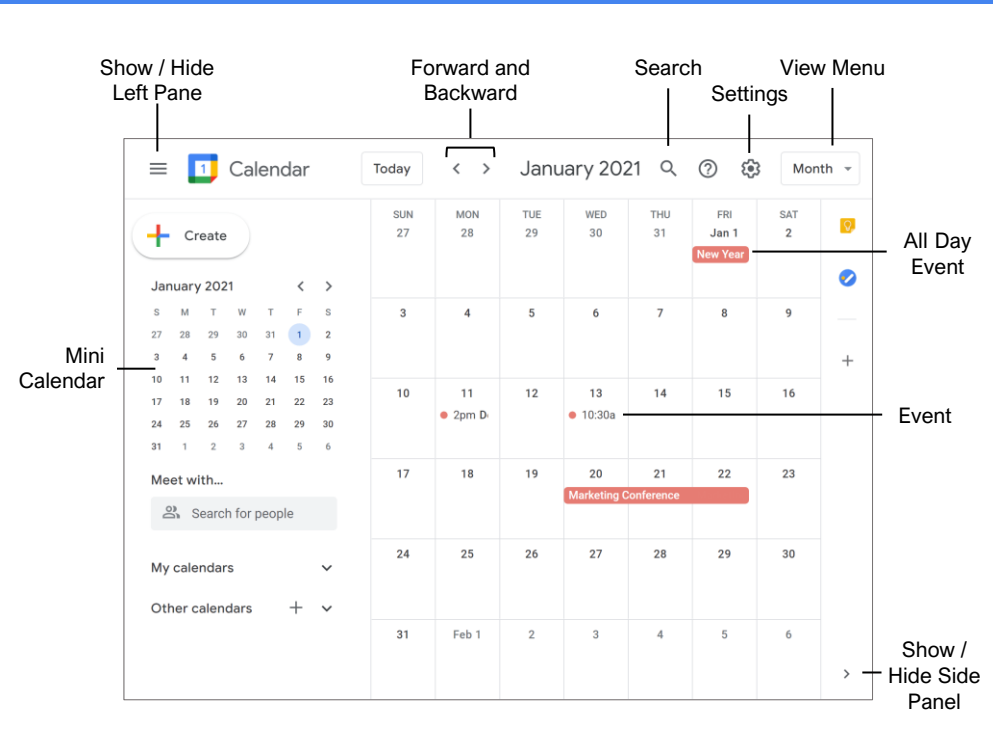 Show / Hide
Left Pane
Forward and
Backward
Search
Settings
View Menu
1
Calendar
Today
January 2021
Month
Create
January 2021
S M T W T F S
27 28 29 30 31 1 2
3 4 5 6 7 8 9
10 11 12 13 14 15 16
17 18 19 20 21 22 23
24 25 26 27 28 29 30
31 1 2 3 4 5 6
Meet with...
Search for people
My calendars
Other calendars
Mini
Calendar
SUN MON TUE WED THU FRI SAT
27 28 29 30 31 Jan 1 2
New Year
3 4 5 6 7 8 9
10 11 12 13 14 15 16
2pm 10:30a
17 18 19 20 21 22 23
Marketing Conference
24 25 26 27 28 29 30
31 Feb 1 2 3 4 5 6
All Day
Event
Event
Show /
Hide Side
Panel